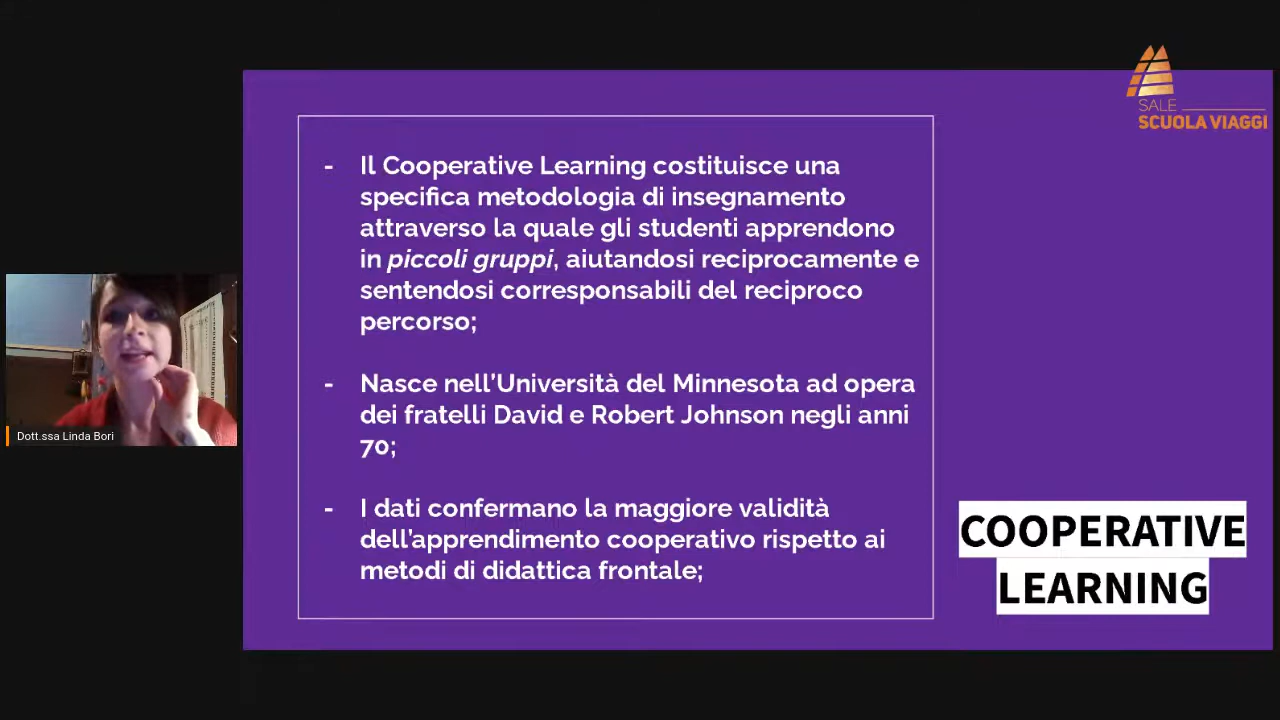 SALE
SCUOLA VIAGGI
- Il Cooperative Learning costituisce una
specifica metodologia di insegnamento
attraverso la quale gli studenti apprendono
in piccoli gruppi, aiutandosi reciprocamente e
sentendosi corresponsabili del reciproco
percorso;
- Nasce nell’Università del Minnesota ad opera
dei fratelli David e Robert Johnson negli anni
70;
- I dati confermano la maggiore validità
dell’apprendimento cooperativo rispetto ai
metodi di didattica frontale;
Dott.ssa Linda Bori
COOPERATIVE
LEARNING